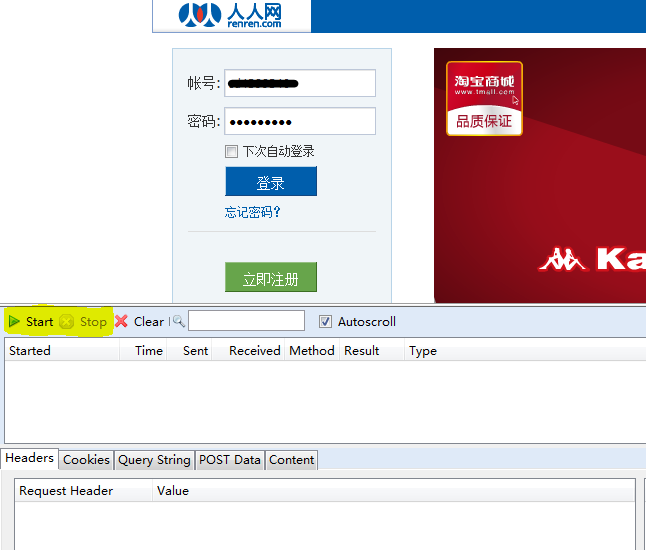 人人网
renren.com
帐号:
密码:
下次自动登录
登录
忘记密码?
立即注册
淘宝商城
www.tmall.com
品质保证
Ka
Start Stop Clear Autoscroll
Started Time Sent Received Method Result Type
Headers Cookies Query String POST Data Content
Request Header Value